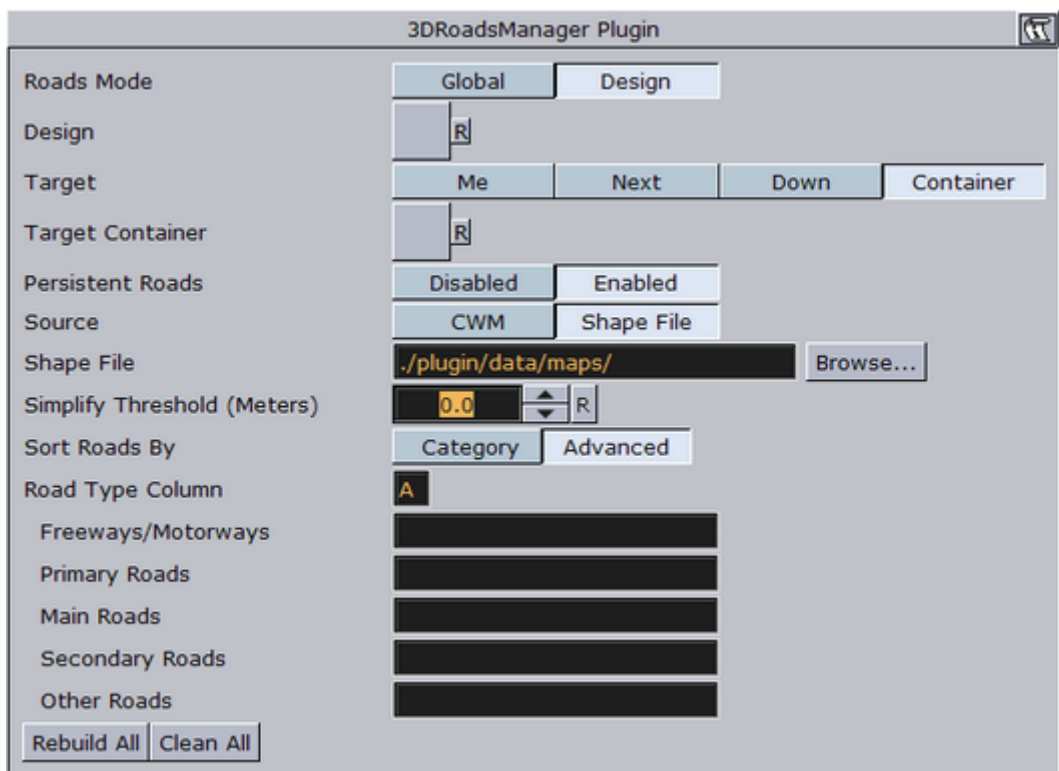 3DRoadsManager Plugin
Roads Mode Global Design
Design R
Target Me Next Down Container
Target Container R
Persistent Roads Disabled Enabled
Source CWM Shape File
Shape File ./plugin/data/maps/ Browse...
Simplify Threshold (Meters) 0.0 R
Sort Roads By Category Advanced
Road Type Column A
Freeways/Motorways
Primary Roads
Main Roads
Secondary Roads
Other Roads
Rebuild All Clean All